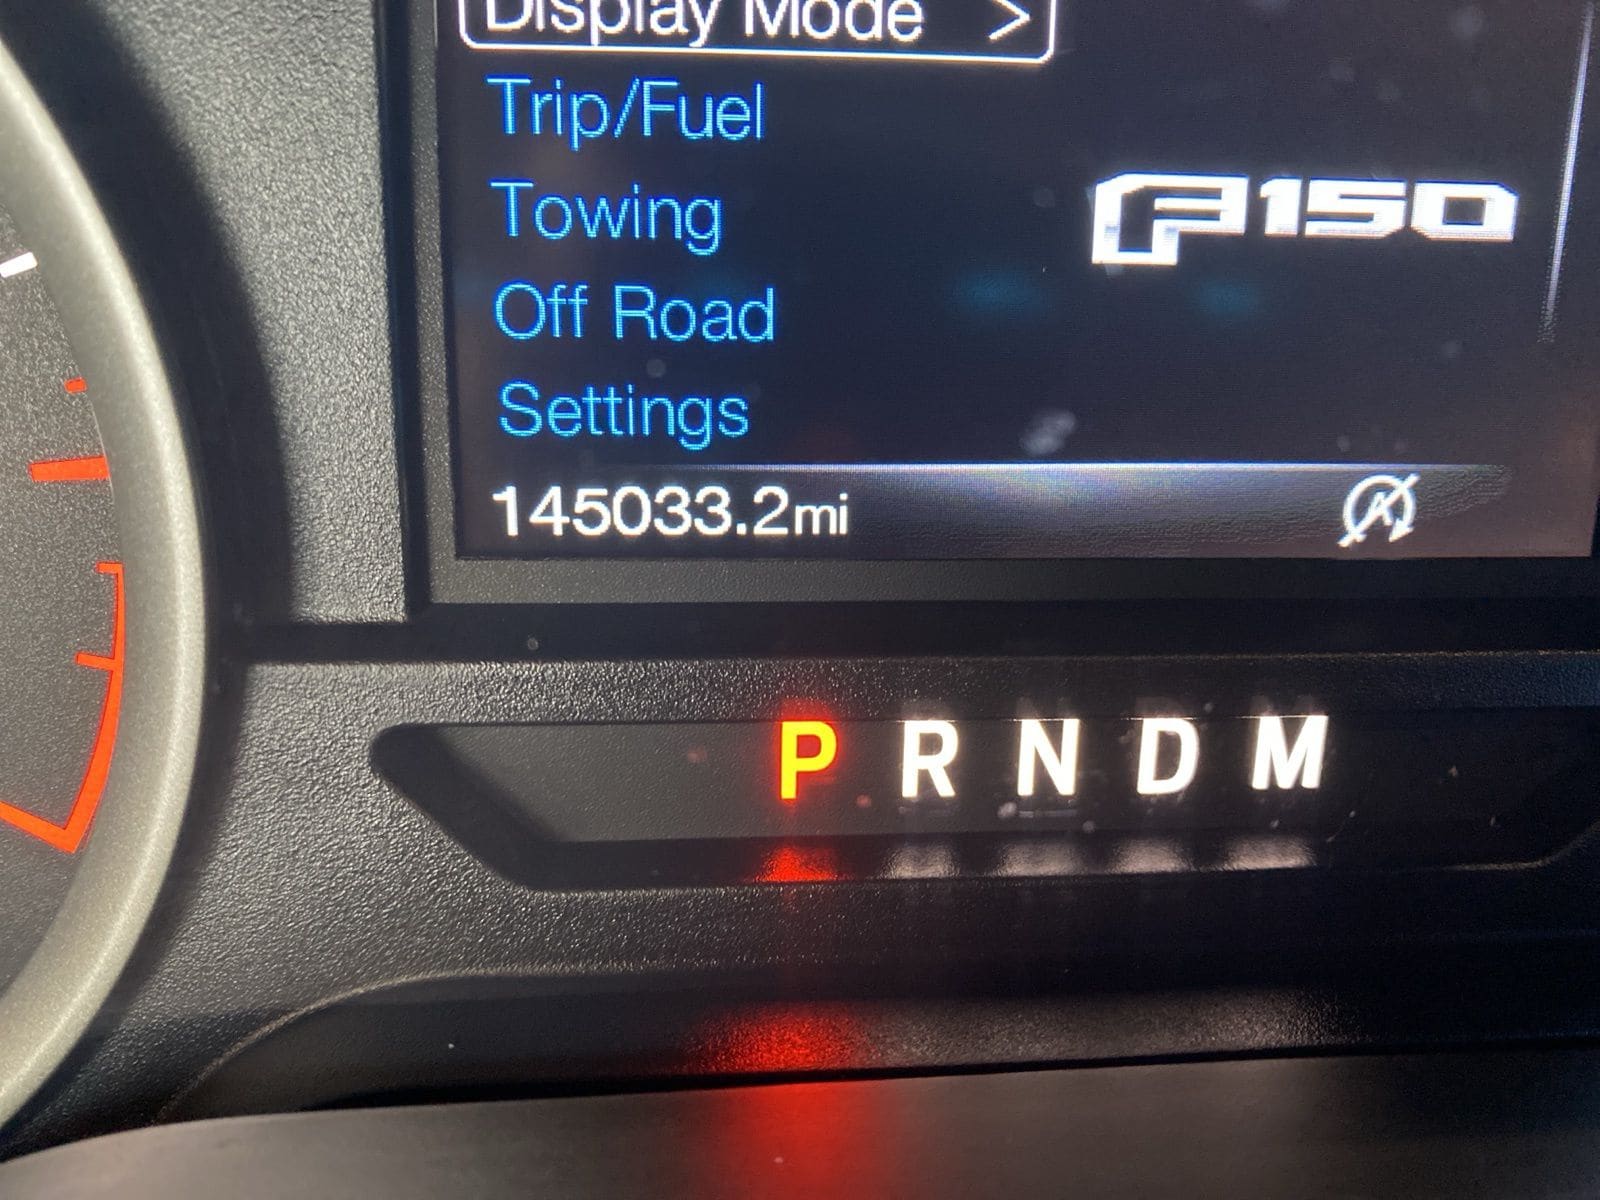 Display Mode >
Trip/Fuel
Towing
F150
Off Road
Settings
145033.2mi
A
P R N D M